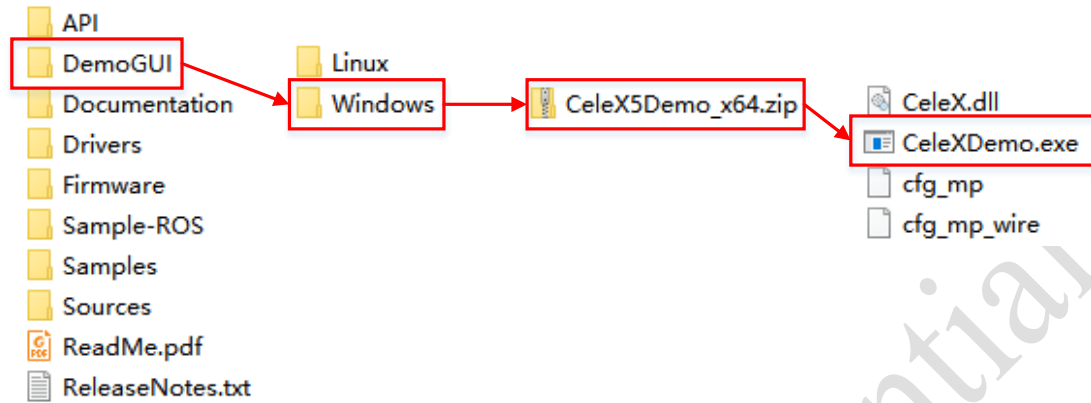 API
DemoGUI
Documentation
Drivers
Firmware
Sample-ROS
Samples
Sources
ReadMe.pdf
ReleaseNotes.txt
Linux
Windows
CeleX5Demo_x64.zip
CeleX.dll
CeleXDemo.exe
cfg_mp
cfg_mp_wire